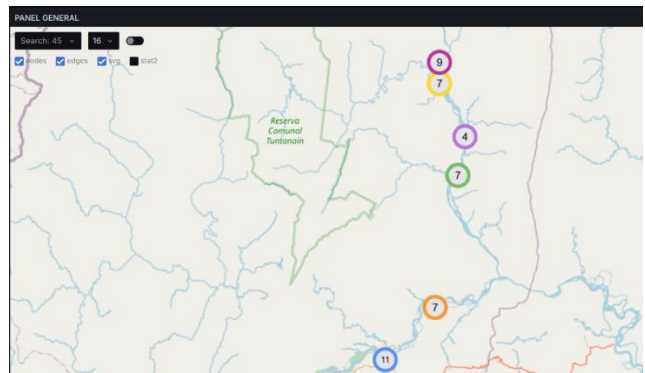 PANEL GENERAL
Search: 45 16
nodes edges svg stat2
9
7
Reserva
Comunal
Tuntanain
4
7
7
11